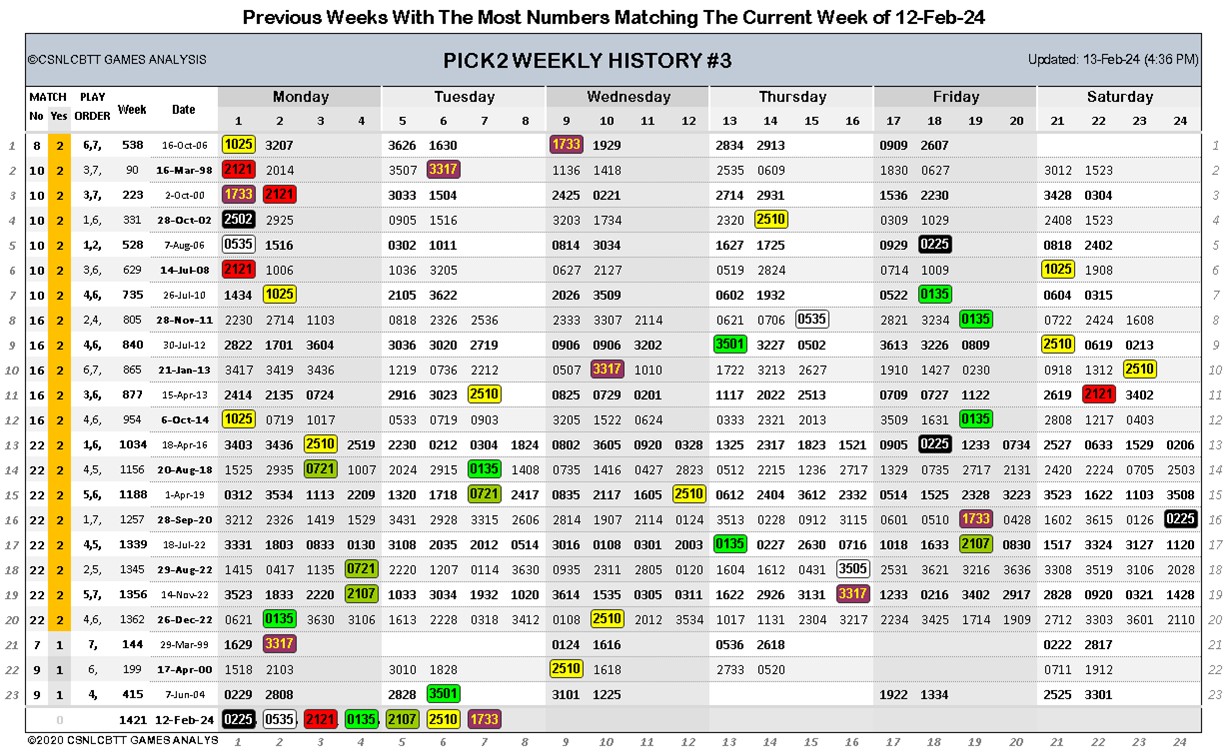 Previous Weeks With The Most Numbers Matching The Current Week of 12-Feb-24
©CSNLCBTT GAMES ANALYSIS PICK2 WEEKLY HISTORY #3 Updated: 13-Feb-24 (4:36 PM)
MATCH PLAY ORDER Week Date Monday Tuesday Wednesday Thursday Friday Saturday
No Yes 1 2 3 4 5 6 7 8 9 10 11 12 13 14 15 16 17 18 19 20 21 22 23 24
1 8 2 6,7, 538 16-Oct-06 1025 3207 3626 1630 1733 1929 2834 2913 0909 2607 1
2 10 2 3,7, 90 16-Mar-98 2121 2014 3507 3317 1136 1418 2535 0609 1830 0627 3012 1523 2
3 10 2 3,7, 223 2-Oct-00 1733 2121 3033 1504 2425 0221 2714 2931 1536 2230 3428 0304 3
4 10 2 1,6, 331 28-Oct-02 2502 2925 0905 1516 3203 1734 2320 2510 0309 1029 2408 1523 4
5 10 2 1,2, 528 7-Aug-06 0535 1516 0302 1011 0814 3034 1627 1725 0929 0225 0818 2402 5
6 10 2 3,6, 629 14-Jul-08 2121 1006 1036 3205 0627 2127 0519 2824 0714 1009 1025 1908 6
7 10 2 4,6, 735 26-Jul-10 1434 1025 2105 3622 2026 3509 0602 1932 0522 0135 0604 0315 7
8 16 2 2,4, 805 28-Nov-11 2230 2714 1103 0818 2326 2536 2333 3307 2114 0621 0706 0535 2821 3234 0135 0722 2424 1608 8
9 16 2 4,6, 840 30-Jul-12 2822 1701 3604 3036 3020 2719 0906 0906 3202 3501 3227 0502 3613 3226 0809 2510 0619 0213 9
10 16 2 6,7, 865 21-Jan-13 3417 3419 3436 1219 0736 2212 0507 3317 1010 1722 3213 2627 1910 1427 0230 0918 1312 2510 10
11 16 2 3,6, 877 15-Apr-13 2414 2135 0724 2916 3023 2510 0825 0729 0201 1117 2022 2513 0709 0727 1122 2619 2121 3402 11
12 16 2 4,6, 954 6-Oct-14 1025 0719 1017 0533 0719 0903 3205 1522 0624 0333 2321 2013 3509 1631 0135 2808 1217 0403 12
13 22 2 1,6, 1034 18-Apr-16 3403 3436 2510 2519 2230 0212 0304 1824 0802 3605 0920 0328 1325 2317 1823 1521 0905 0225 1233 0734 2527 0633 1529 0206 13
14 22 2 4,5, 1156 20-Aug-18 1525 2935 0721 1007 2024 2915 0135 1408 0735 1416 0427 2823 0512 2215 1236 2717 1329 0735 2717 2131 2420 2224 0705 2503 14
15 22 2 5,6, 1188 1-Apr-19 0312 3534 1113 2209 1320 1718 0721 2417 0835 2117 1605 2510 0612 2404 3612 2332 0514 1525 2328 3223 3523 1622 1103 3508 15
16 22 2 1,7, 1257 28-Sep-20 3212 2326 1419 1529 3431 2928 3315 2606 2814 1907 2114 0124 3513 0228 0912 3115 0601 0510 1733 0428 1602 3615 0126 0225 16
17 22 2 4,5, 1339 18-Jul-22 3331 1803 0833 0130 3108 2035 2012 0514 3016 0108 0301 2003 0135 0227 2630 0716 1018 1633 2107 0830 1517 3324 3127 1120 17
18 22 2 2,5, 1345 29-Aug-22 1415 0417 1135 0721 2220 1207 0114 3630 0935 2311 2805 0120 1604 1612 0431 3505 2531 3621 3216 3636 3308 3519 3106 2028 18
19 22 2 5,7, 1356 14-Nov-22 3523 1833 2220 2107 1033 3034 1932 1020 3614 1535 0305 0311 1622 2926 3131 3317 1233 0216 3402 2917 2828 0920 0321 1428 19
20 22 2 4,6, 1362 26-Dec-22 0621 0135 3630 3106 1613 2228 0318 3412 0108 2510 2012 3534 1017 1131 2304 3217 2234 3425 1714 1909 2712 3303 3601 2110 20
21 7 1 7, 144 29-Mar-99 1629 3317 0124 1616 0536 2618 0222 2817 21
22 9 1 6, 199 17-Apr-00 1518 2103 3010 1828 2510 1618 2733 0520 0711 1912 22
23 9 1 4, 415 7-Jun-04 0229 2808 2828 3501 3101 1225 1922 1334 2525 3301 23
0 1421 12-Feb-24 0225, 0535, 2121, 0135, 2107 2510 1733
©2020 CSNLCBTT GAMES ANALYS 1 2 3 4 5 6 7 8 9 10 11 12 13 14 15 16 17 18 19 20 21 22 23 24